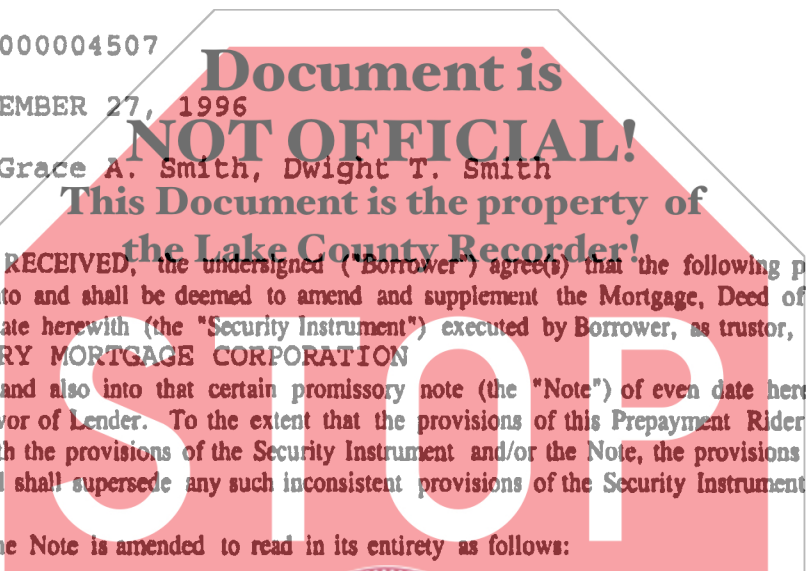 000004507
Document is
EMBER 27, 1996
NOT OFFICIAL!
Grace A. Smith, Dwight T. Smith
This Document is the property of
the Lake County Recorder!
RECEIVED, the undersigned ("Borrower") agree(s) that the following p
to and shall be deemed to amend and supplement the Mortgage, Deed of
ate herewith (the "Security Instrument") executed by Borrower, as trustor,
RY MORTGAGE CORPORATION
and also into that certain promissory note (the "Note") of even date here
vor of Lender. To the extent that the provisions of this Prepayment Rider
th the provisions of the Security Instrument and/or the Note, the provisions
l shall supersede any such inconsistent provisions of the Security Instrument
STOP
e Note is amended to read in its entirety as follows: